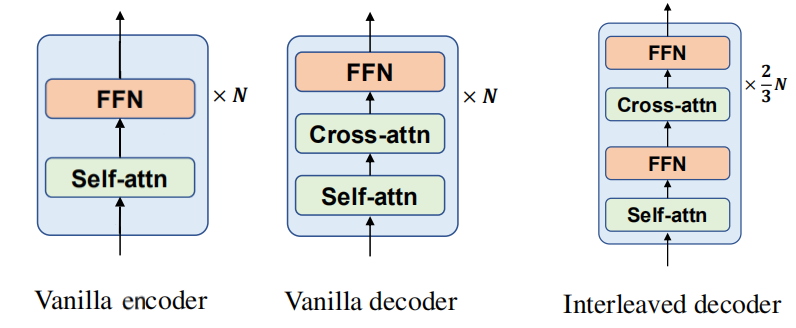 FFN
Self-attn
× N
Vanilla encoder
FFN
Cross-attn
Self-attn
× N
Vanilla decoder
FFN
Cross-attn
FFN
Self-attn
× 2/3 N
Interleaved decoder